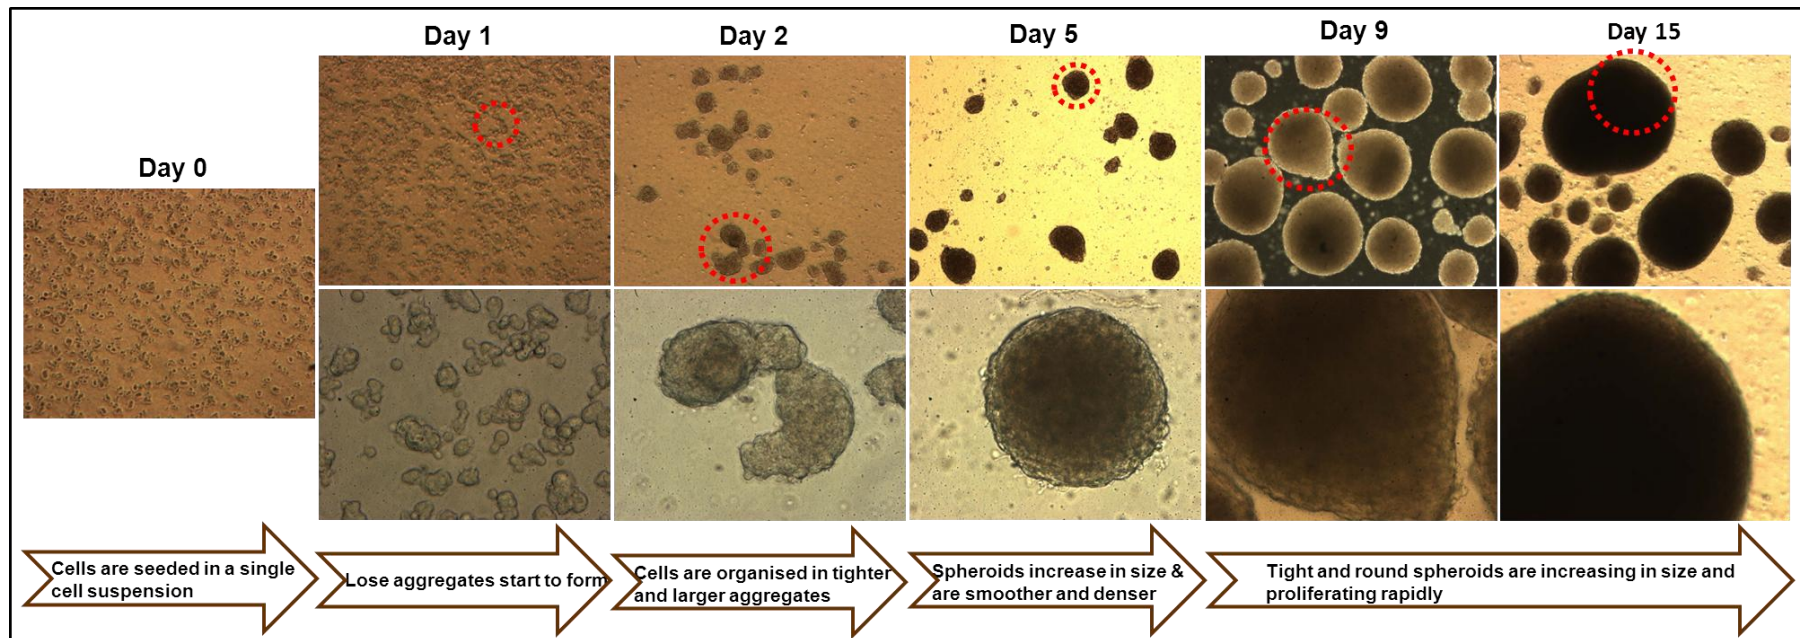 Day 0
Day 1
Day 2
Day 5
Day 9
Day 15
Cells are seeded in a single
cell suspension
Lose aggregates start to form
Cells are organised in tighter
and larger aggregates
Spheroids increase in size &
are smoother and denser
Tight and round spheroids are increasing in size and
proliferating rapidly